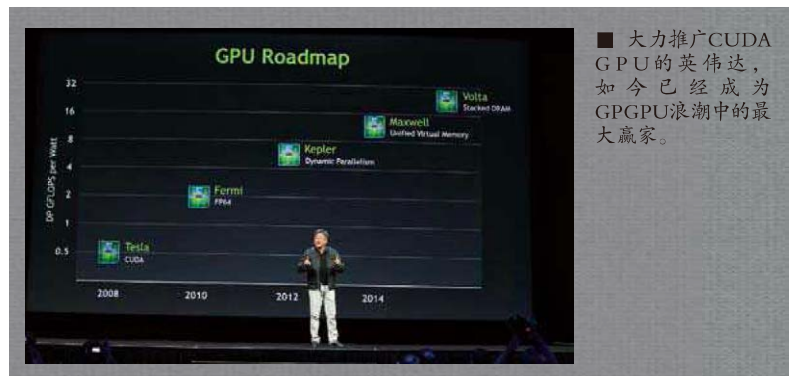 GPU Roadmap
32
16
8
4
2
1
0.5
DP GFLOPS per Watt
Volta
Stacked DRAM
Maxwell
Unified Virtual Memory
Kepler
Dynamic Parallelism
Fermi
FP64
Tesla
CUDA
2008 2010 2012 2014
■ 大力推广CUDA
GPU的英伟达，
如今已经成为
GPGPU浪潮中的最
大赢家。